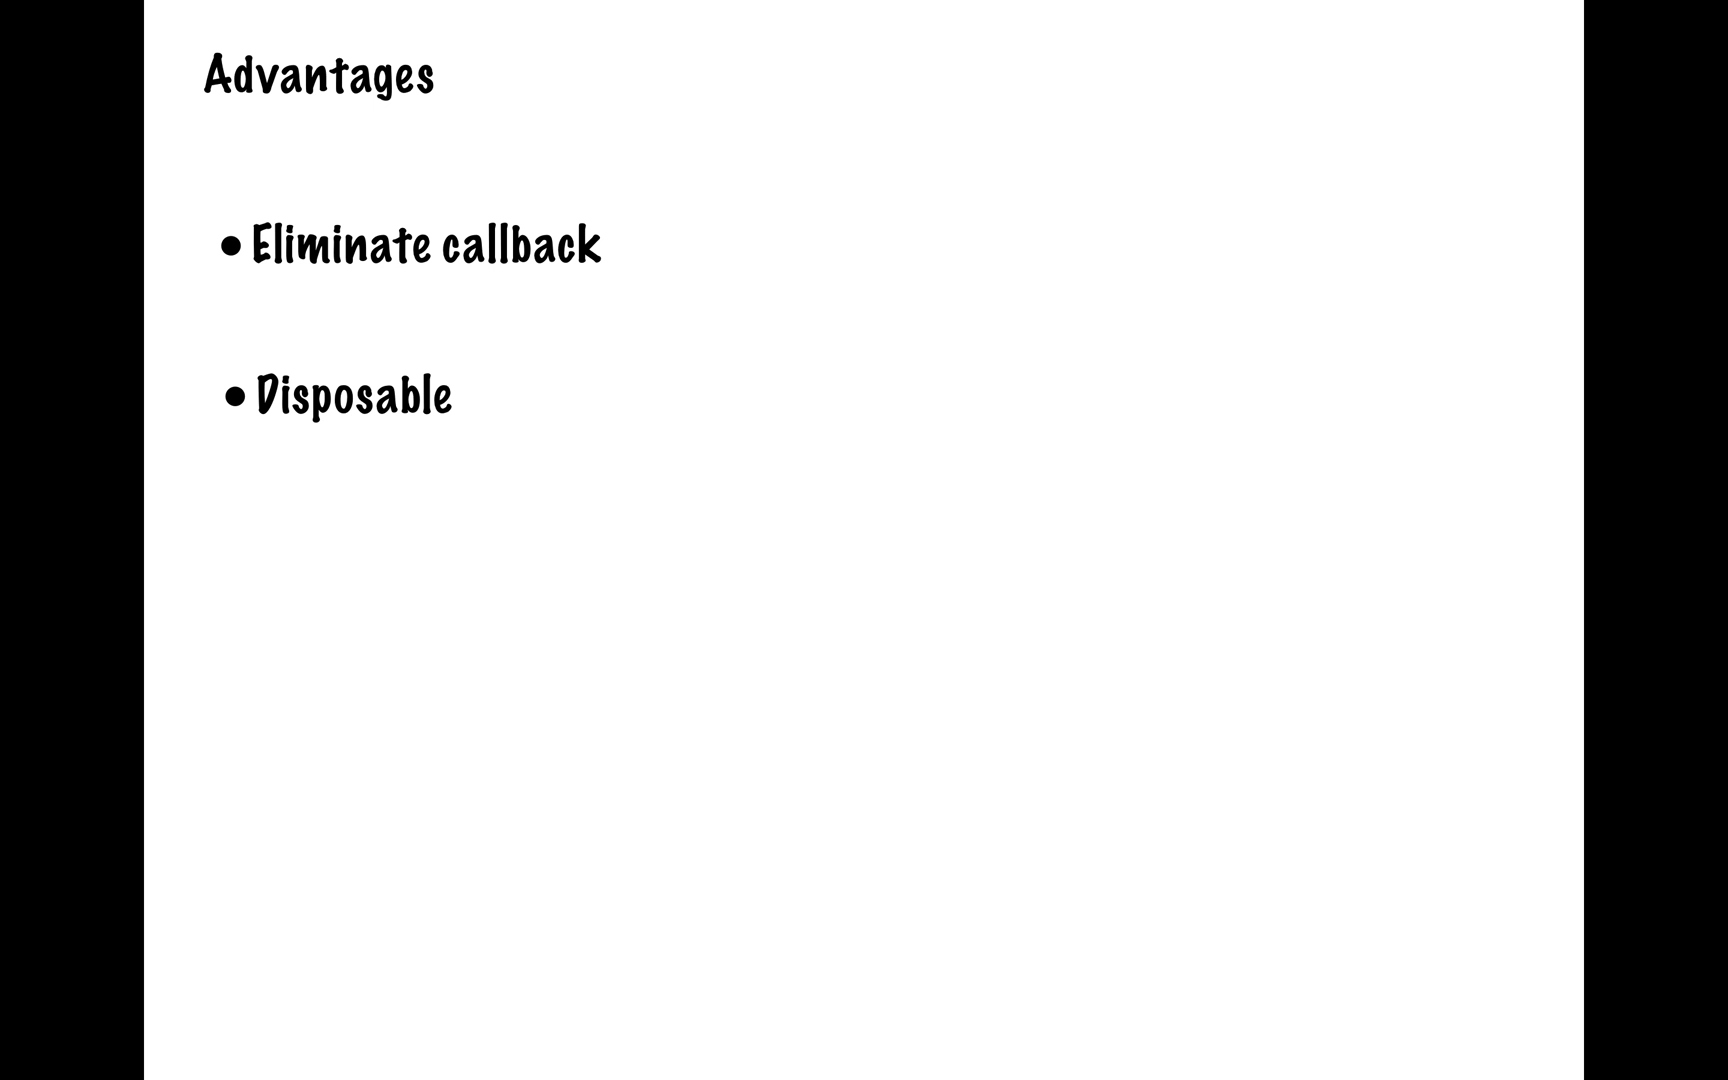 Advantages
• Eliminate callback
• Disposable